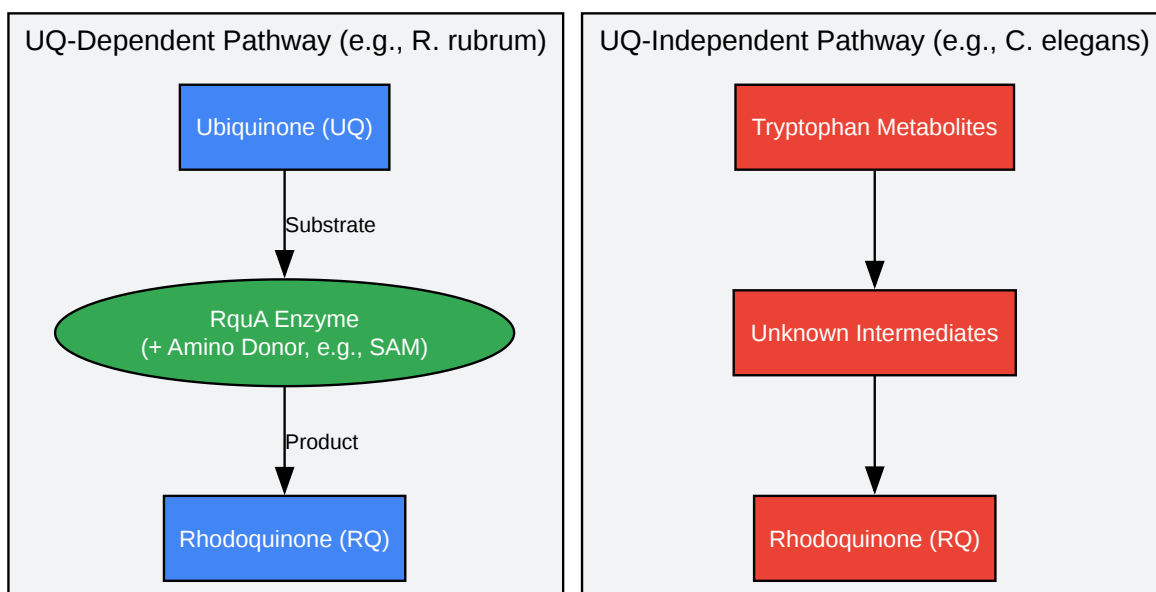 UQ-Dependent Pathway (e.g., R. rubrum)
Ubiquinone (UQ)
Substrate
RquA Enzyme
(+ Amino Donor, e.g., SAM)
Product
Rhodoquinone (RQ)
UQ-Independent Pathway (e.g., C. elegans)
Tryptophan Metabolites
Unknown Intermediates
Rhodoquinone (RQ)